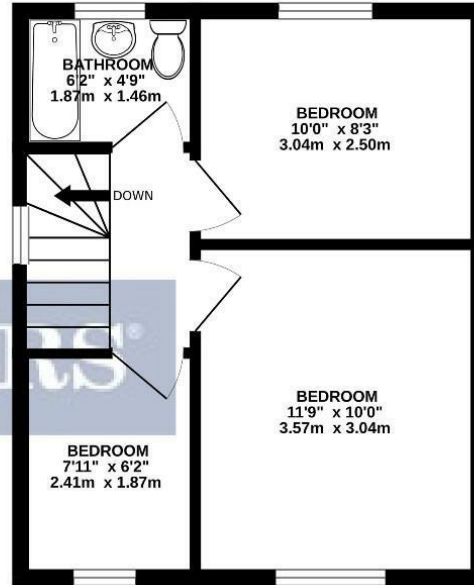 BATHROOM
6'2" x 4'9"
1.87m x 1.46m
BEDROOM
10'0" x 8'3"
3.04m x 2.50m
DOWN
RS®
BEDROOM
11'9" x 10'0"
3.57m x 3.04m
BEDROOM
7'11" x 6'2"
2.41m x 1.87m